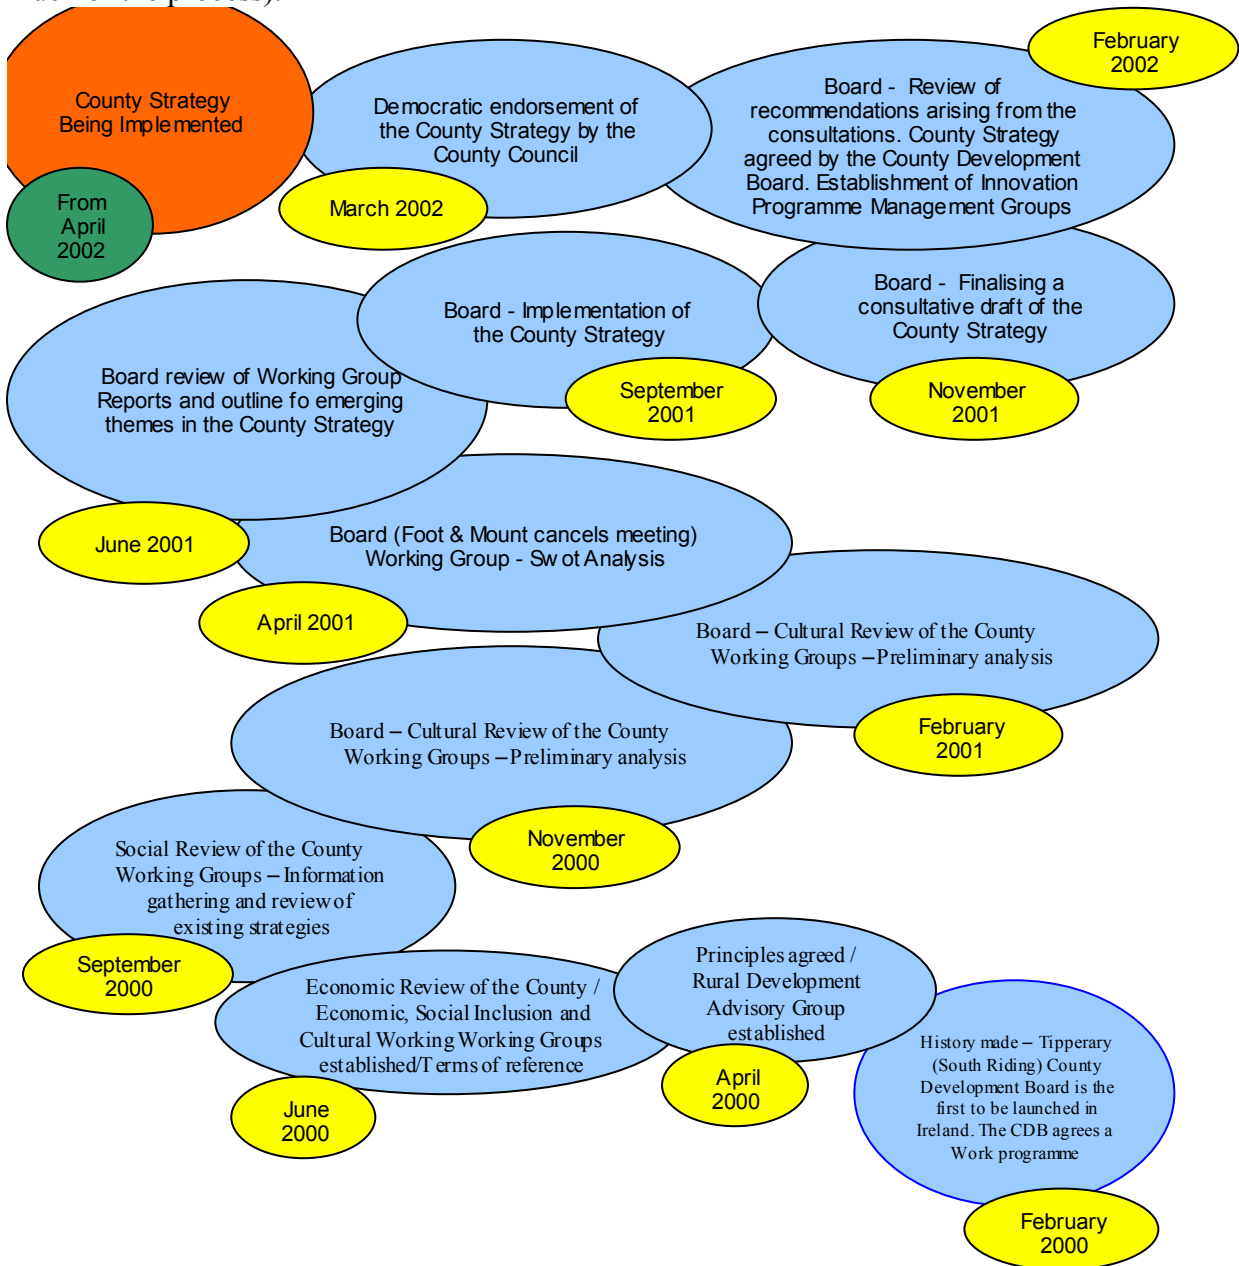 County Strategy
Being Implemented
From
April
2002
Democratic endorsement of
the County Strategy by the
County Council
March 2002
February
2002
Board - Review of
recommendations arising from the
consultations. County Strategy
agreed by the County Development
Board. Establishment of Innovation
Programme Management Groups
Board - Implementation of
the County Strategy
September
2001
Board - Finalising a
consultative draft of the
County Strategy
November
2001
Board review of Working Group
Reports and outline fo emerging
themes in the County Strategy
June 2001
Board (Foot & Mount cancels meeting)
Working Group - Swot Analysis
April 2001
Board – Cultural Review of the County
Working Groups – Preliminary analysis
February
2001
Board – Cultural Review of the County
Working Groups – Preliminary analysis
November
2000
Social Review of the County
Working Groups – Information
gathering and review of
existing strategies
September
2000
Economic Review of the County /
Economic, Social Inclusion and
Cultural Working Working Groups
established/Terms of reference
June
2000
Principles agreed /
Rural Development
Advisory Group
established
April
2000
History made – Tipperary
(South Riding) County
Development Board is the
first to be launched in
Ireland. The CDB agrees a
Work programme
February
2000